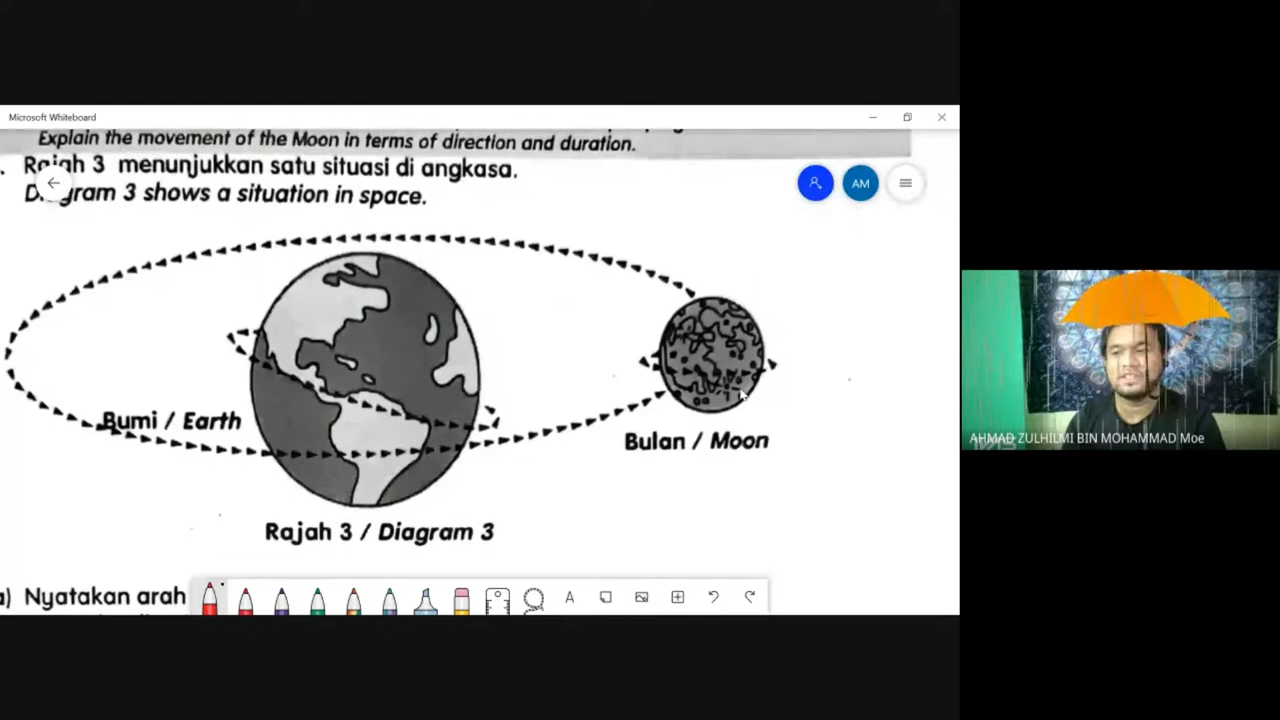 Microsoft Whiteboard
Explain the movement of the Moon in terms of direction and duration.
Rajah 3 menunjukkan satu situasi di angkasa.
Diagram 3 shows a situation in space.
AM
Bumi / Earth
Bulan / Moon
AHMAD ZULHILMI BIN MOHAMMAD Moe
Rajah 3 / Diagram 3
a) Nyatakan arah
A